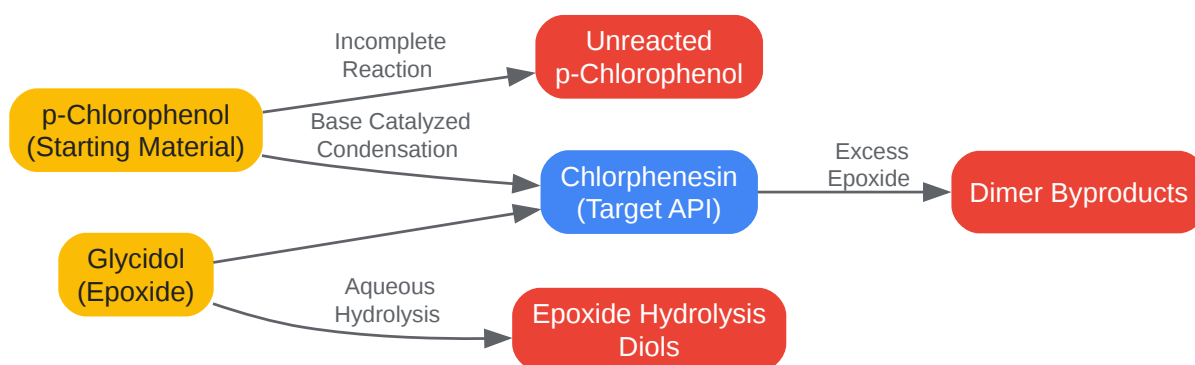 Incomplete
Reaction
Unreacted
p-Chlorophenol
p-Chlorophenol
(Starting Material)
Base Catalyzed
Condensation
Chlorphenesin
(Target API)
Excess
Epoxide
Dimer Byproducts
Glycidol
(Epoxide)
Aqueous
Hydrolysis
Epoxide Hydrolysis
Diols